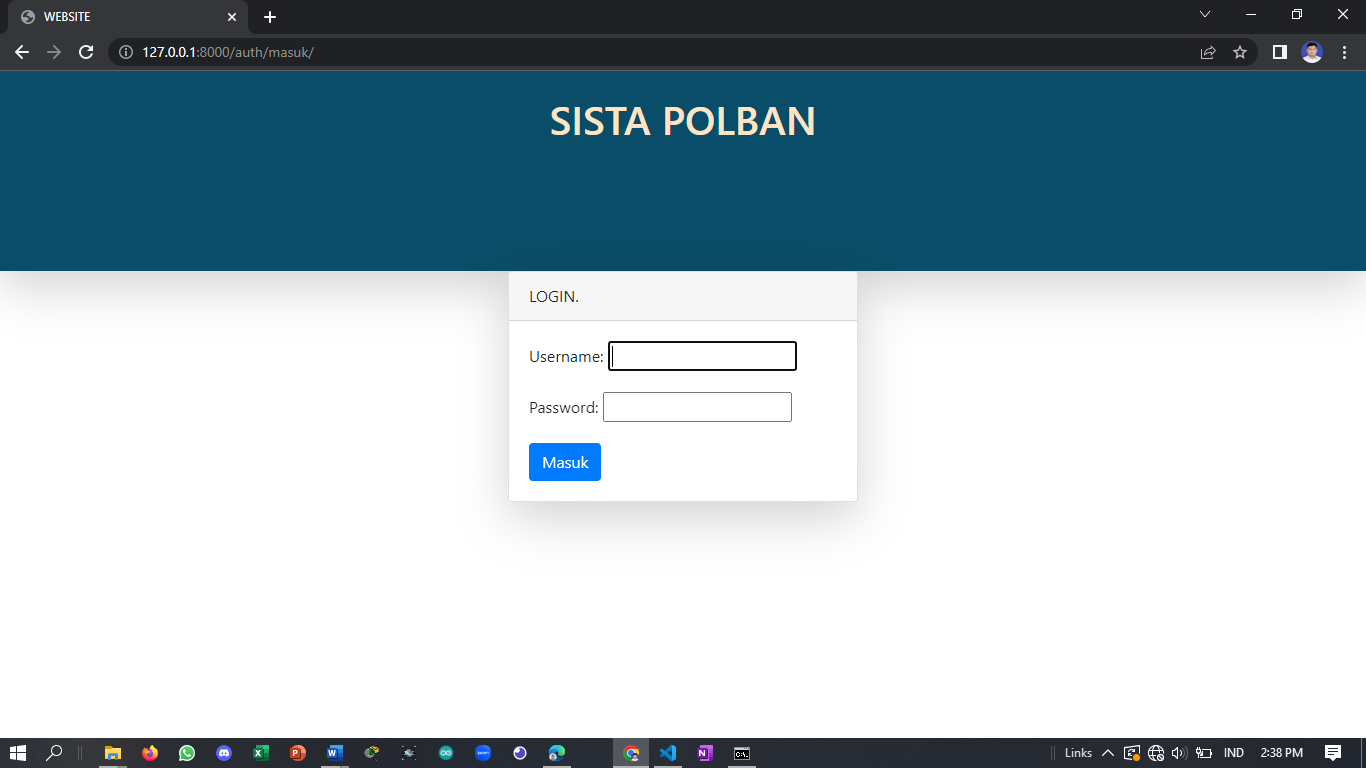 WEBSITE
127.0.0.1:8000/auth/masuk/
SISTA POLBAN
LOGIN.
Username:
Password:
Masuk
Links IND 2:38 PM